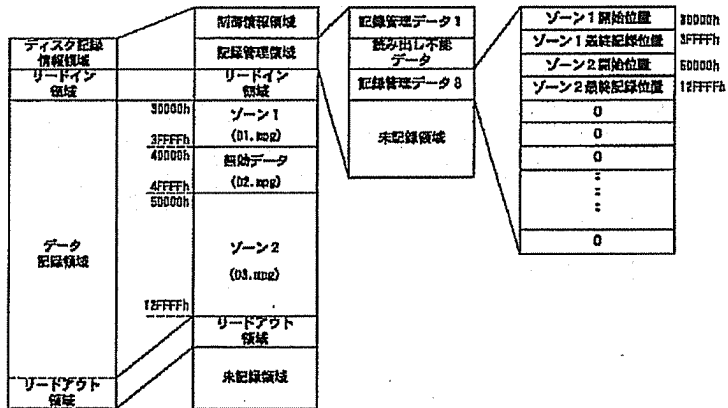 ディスク記録
情報領域
リードイン
領域
データ
記録領域
リードアウト
領域
制御情報領域
記録管理領域
リードイン
領域
30000h
ゾーン1
(D1.mpg)
3FFFFh
40000h
無効データ
(D2.mpg)
4FFFFh
50000h
ゾーン2
(D3.mpg)
12FFFFh
リードアウト
領域
未記録領域
記録管理データ1
読み出し不能
データ
記録管理データ3
未記録領域
ゾーン1開始位置 30000h
ゾーン1最終記録位置 3FFFFh
ゾーン2開始位置 50000h
ゾーン2最終記録位置 12FFFFh
0
0
0
0